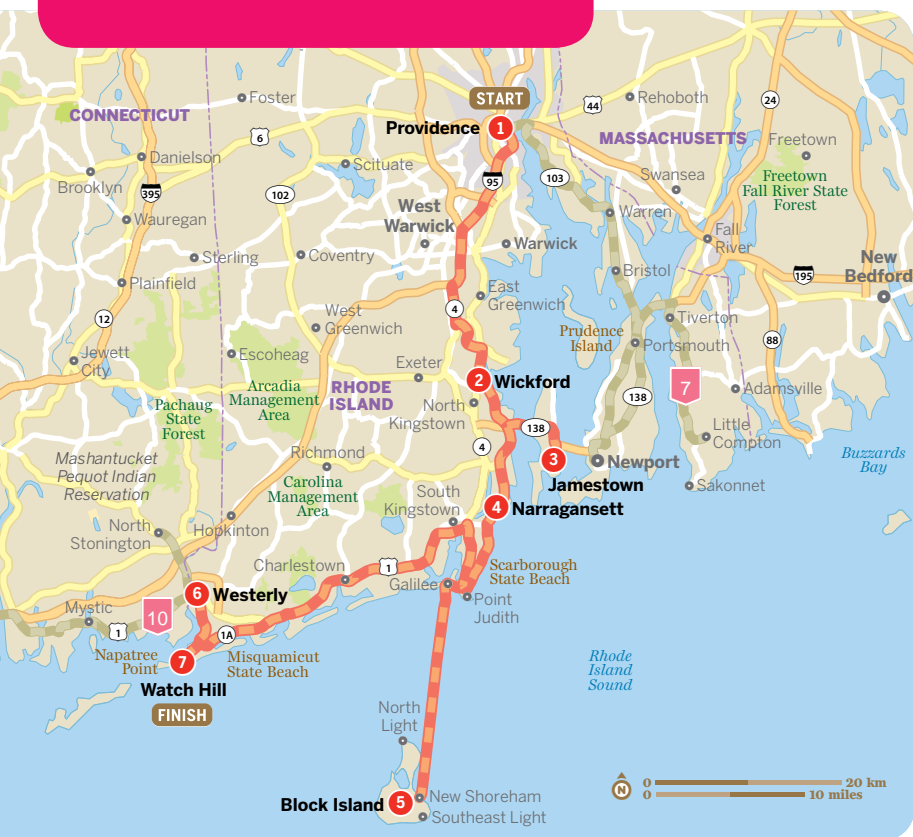 START
Foster
44
Rehoboth
24
CONNECTICUT
Providence 1
MASSACHUSETTS
Freetown
6
Danielson
Scituate
Swansea
Freetown
Fall River State
Forest
Brooklyn
395
102
95
103
West
Warwick
Warren
Wauregan
Fall
River
Warwick
Sterling
Coventry
Bristol
195
New
Bedford
Plainfield
East
Greenwich
4
12
West
Greenwich
Prudence
Island
Tiverton
Portsmouth
88
Jewett
City
Escoheag
Exeter
2 Wickford
7
Adamsville
Arcadia
Management
Area
RHODE
ISLAND
138
Pachaug
State
Forest
North
Kingstown
138
Little
Compton
4
Mashantucket
Pequot Indian
Reservation
Richmond
3
Jamestown
Newport
Buzzards
Bay
Carolina
Management
Area
Sakonnet
South
Kingstown
4 Narragansett
North
Stonington
Hopkinton
Charlestown
1
Galilee
Scarborough
State Beach
6 Westerly
Point
Judith
Mystic
10
1
1A
Napatree
Point
7
Misquamicut
State Beach
Rhode
Island
Sound
Watch Hill
FINISH
North
Light
N
0 20 km
0 10 miles
Block Island 5
New Shoreham
Southeast Light